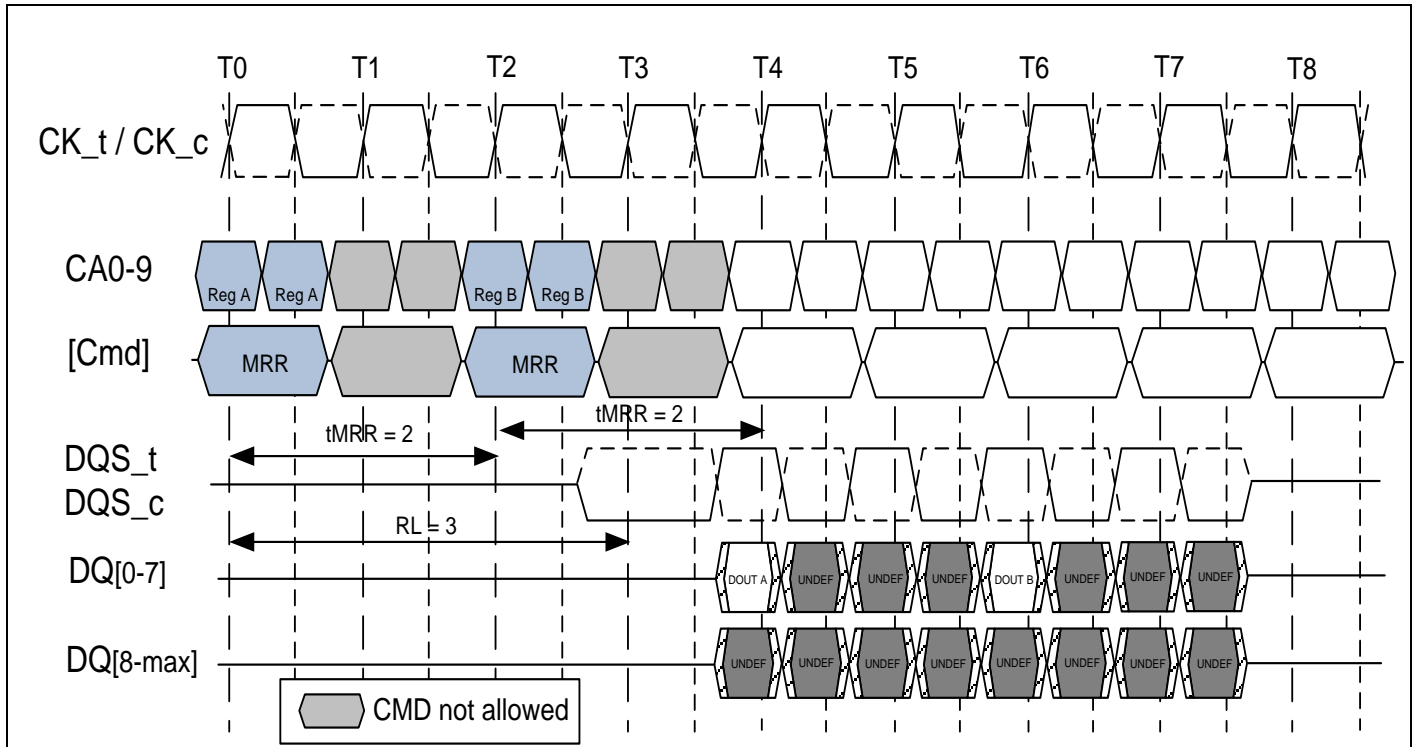 T0 T1 T2 T3 T4 T5 T6 T7 T8
CK_t / CK_c
CA0-9
Reg A Reg A Reg B Reg B
[Cmd]
MRR MRR
tMRR = 2
tMRR = 2
DQS_t
DQS_c
RL = 3
DQ[0-7]
DOUT A UNDEF UNDEF UNDEF DOUT B UNDEF UNDEF UNDEF
DQ[8-max]
UNDEF UNDEF UNDEF UNDEF UNDEF UNDEF UNDEF UNDEF
CMD not allowed